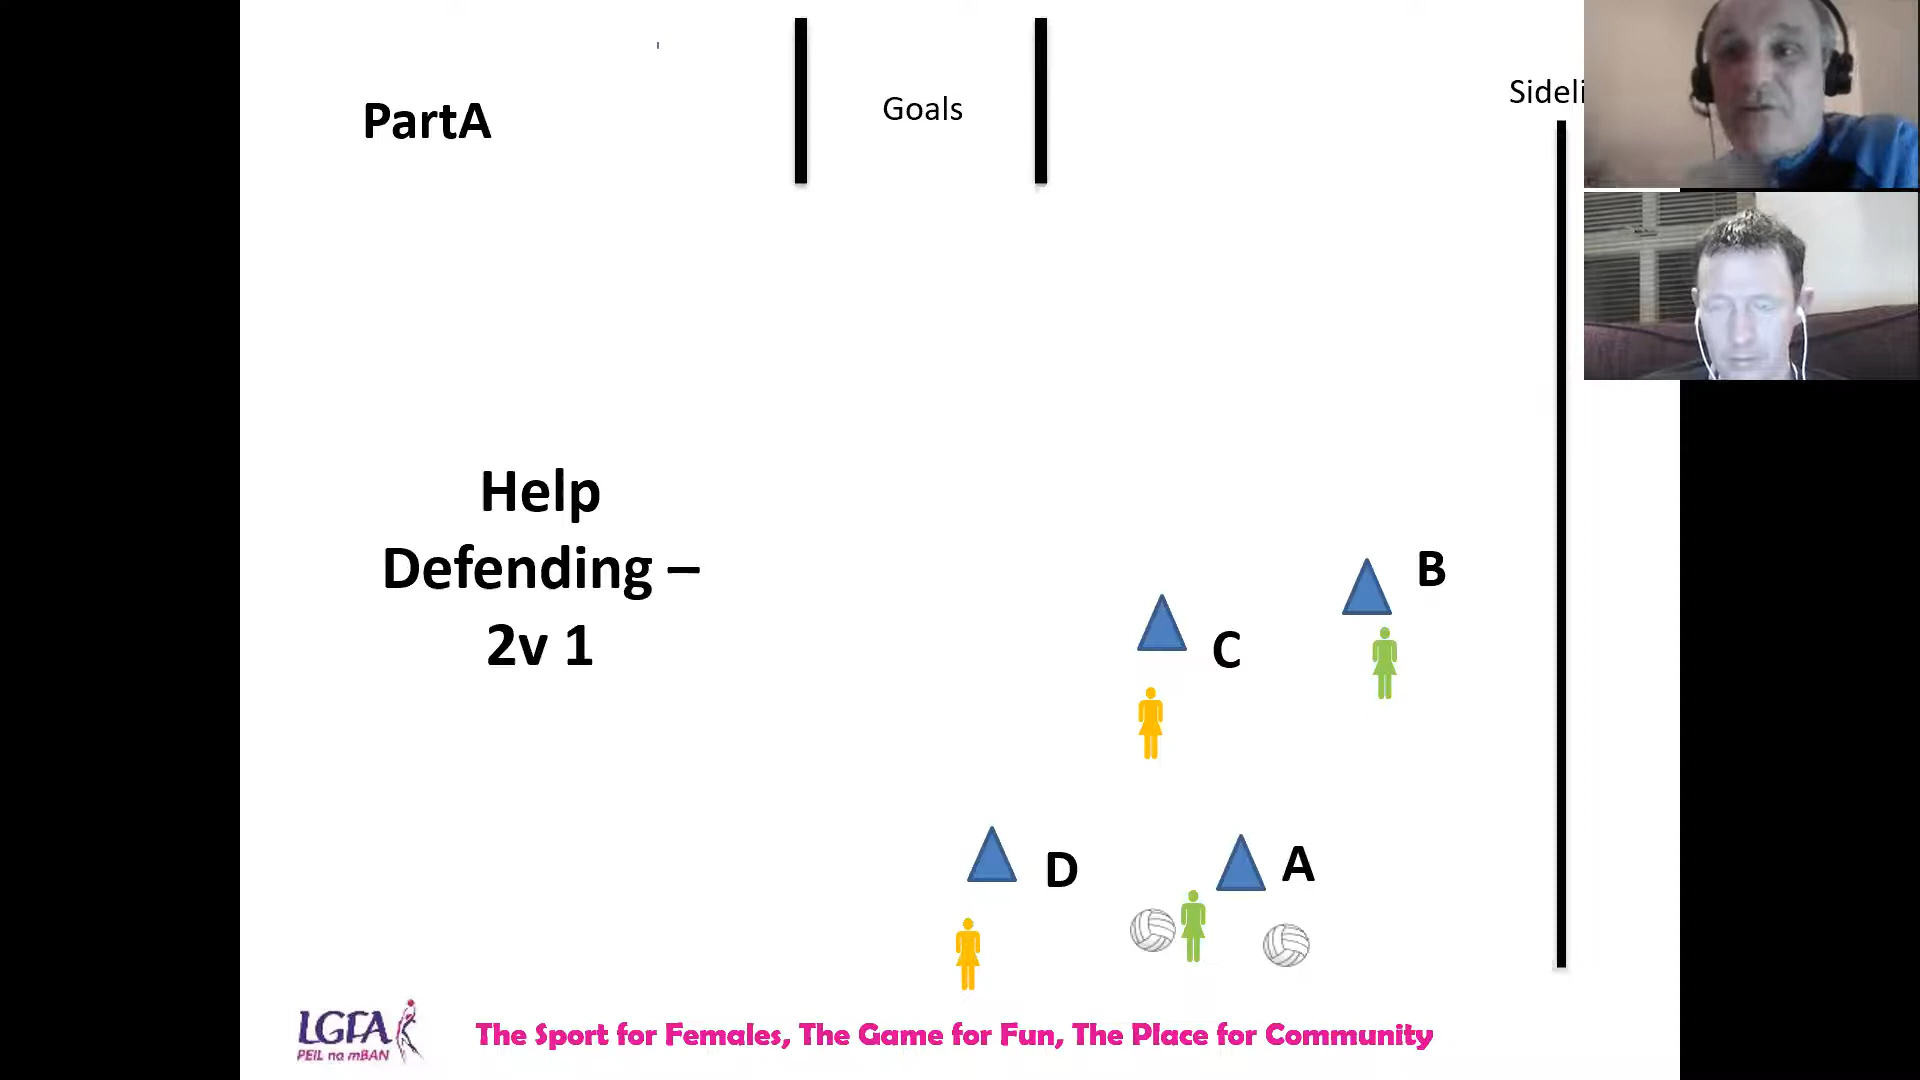 PartA
Goals
Sideli
Help
Defending –
2v 1
B
C
D
A
LGFA
PEIL na mBAN
The Sport for Females, The Game for Fun, The Place for Community